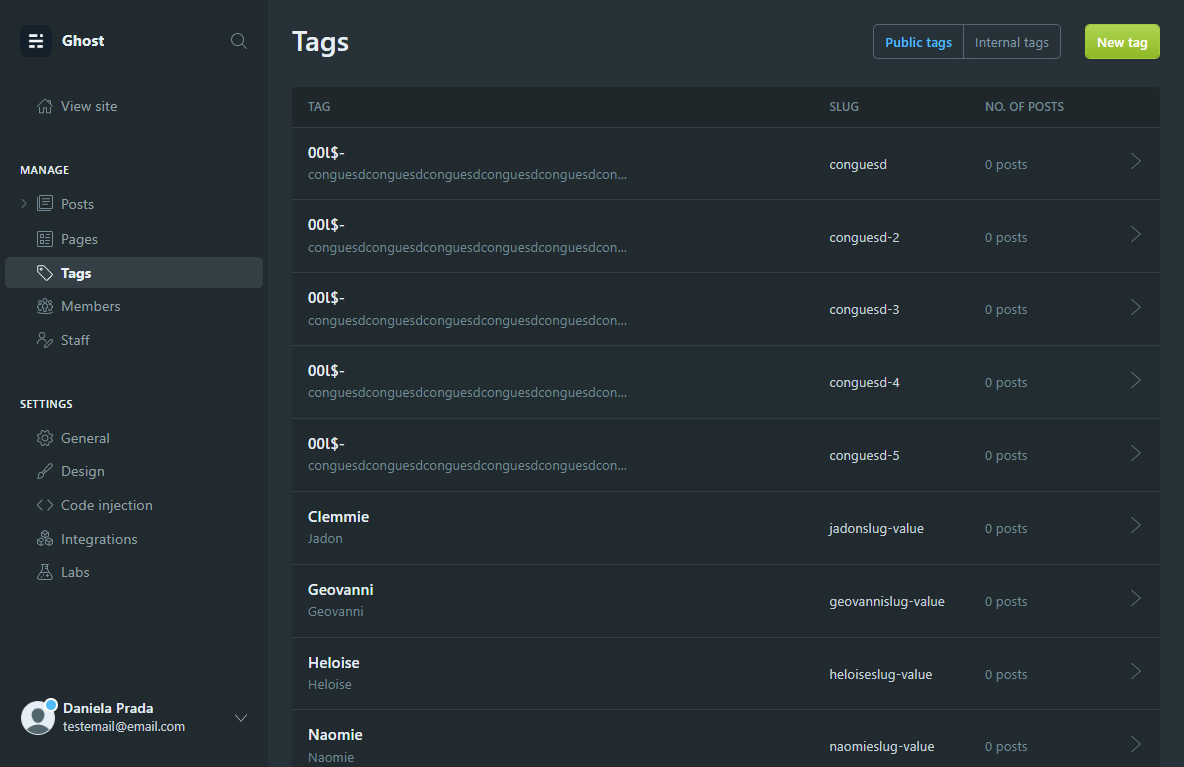 Ghost
View site
MANAGE
Posts
Pages
Tags
Members
Staff
SETTINGS
General
Design
Code injection
Integrations
Labs
Daniela Prada
testemail@email.com
Tags
Public tags Internal tags New tag
TAG SLUG NO. OF POSTS
00l$-
conguesdconguesdconguesdconguesdconguesdcon...
conguesd 0 posts
00l$-
conguesdconguesdconguesdconguesdconguesdcon...
conguesd-2 0 posts
00l$-
conguesdconguesdconguesdconguesdconguesdcon...
conguesd-3 0 posts
00l$-
conguesdconguesdconguesdconguesdconguesdcon...
conguesd-4 0 posts
00l$-
conguesdconguesdconguesdconguesdconguesdcon...
conguesd-5 0 posts
Clemmie
Jadon
jadonslug-value 0 posts
Geovanni
Geovanni
geovannislug-value 0 posts
Heloise
Heloise
heloiseslug-value 0 posts
Naomie
Naomie
naomieslug-value 0 posts